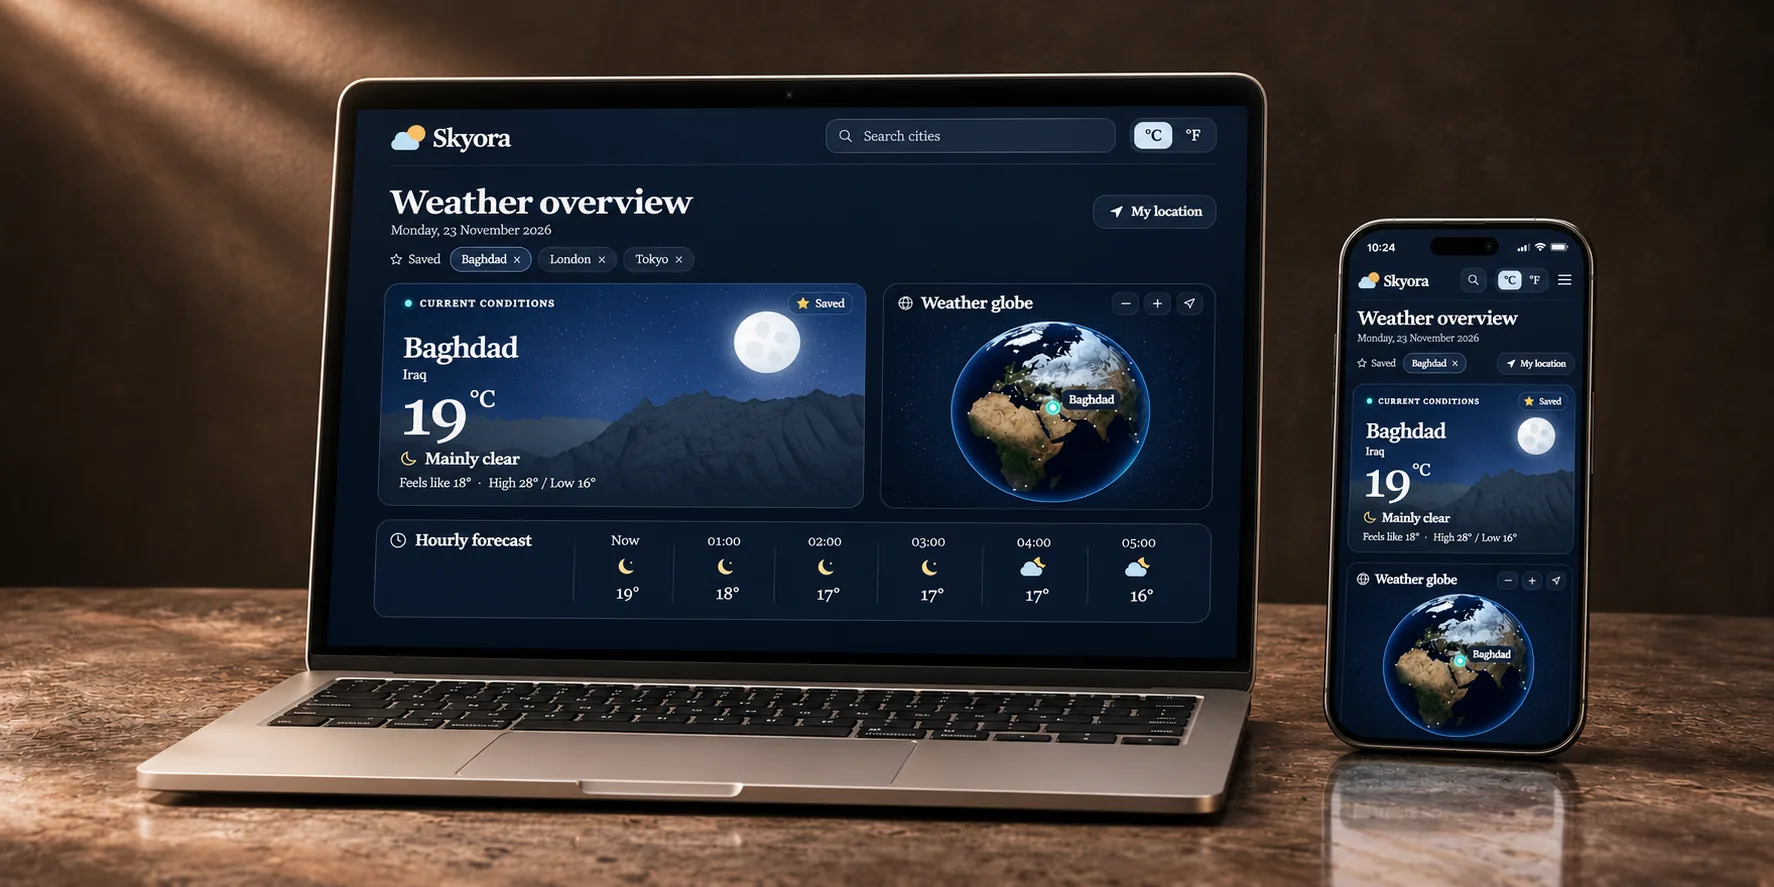 Skyora
Search cities
°C °F
Weather overview
Monday, 23 November 2026
My location
Saved Baghdad × London × Tokyo ×
CURRENT CONDITIONS
Saved
Baghdad
Iraq
19°C
Mainly clear
Feels like 18° · High 28° / Low 16°
Weather globe
− +
Baghdad
Hourly forecast
Now 01:00 02:00 03:00 04:00 05:00
19° 18° 17° 17° 17° 16°
10:24
Skyora
°C °F
Weather overview
Monday, 23 November 2026
Saved Baghdad × My location
CURRENT CONDITIONS
Saved
Baghdad
Iraq
19°C
Mainly clear
Feels like 18° · High 28° / Low 16°
Weather globe
− +
Baghdad